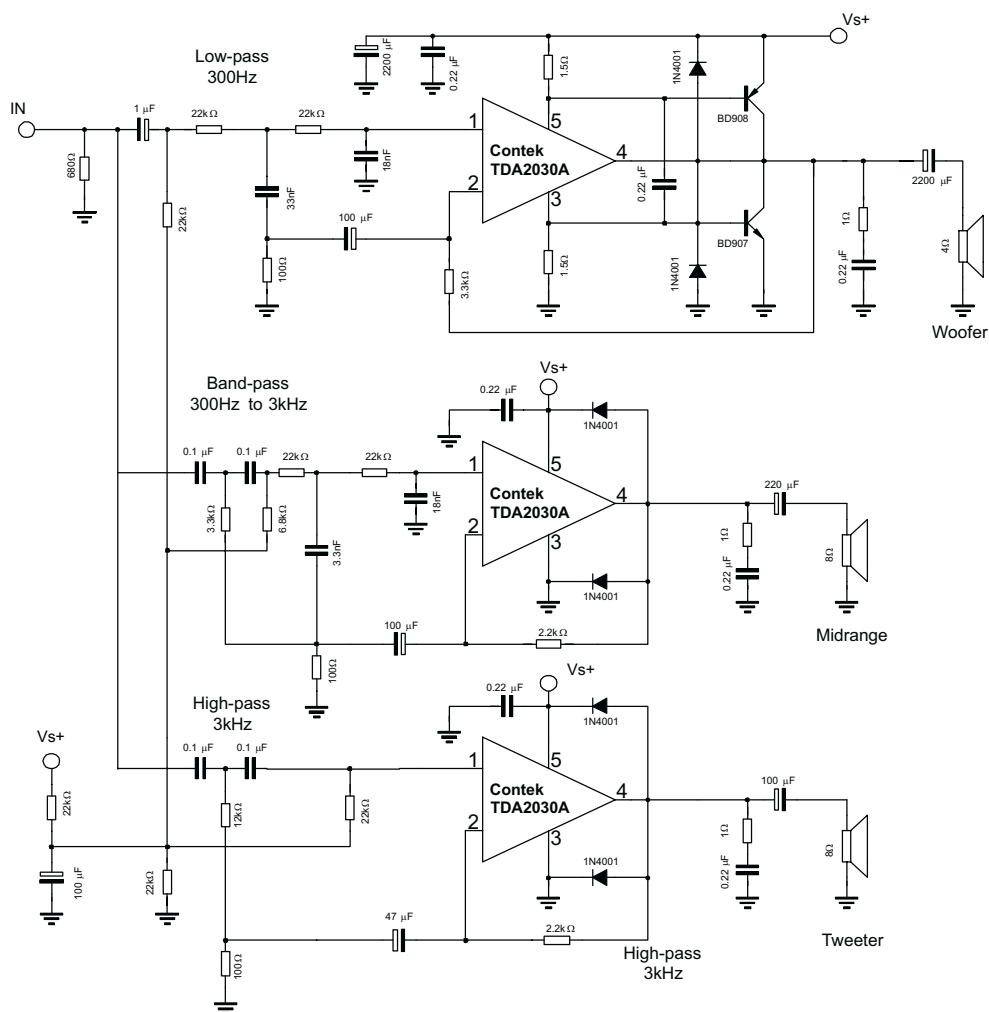 Vs+
Low-pass
300Hz
2200 µF
0.22 µF
1.5Ω
1N4001
IN
1 µF
22kΩ
22kΩ
680Ω
18nF
1
5
BD908
Contek
TDA2030A
4
2
3
33nF
22kΩ
100 µF
0.22 µF
BD907
2200 µF
1Ω
0.22 µF
4Ω
100Ω
3.3kΩ
1.5Ω
1N4001
Woofer
Band-pass
300Hz to 3kHz
Vs+
0.22 µF
1N4001
0.1 µF
0.1 µF
22kΩ
22kΩ
1
5
18nF
Contek
TDA2030A
4
220 µF
3.3kΩ
6.8kΩ
2
3
3.3nF
1Ω
0.22 µF
8Ω
1N4001
100 µF
2.2kΩ
Midrange
100Ω
Vs+
High-pass
3kHz
0.22 µF
1N4001
Vs+
0.1 µF
0.1 µF
1
5
22kΩ
12kΩ
22kΩ
Contek
TDA2030A
4
100 µF
2
3
1Ω
0.22 µF
8Ω
1N4001
100 µF
22kΩ
47 µF
2.2kΩ
High-pass
3kHz
Tweeter
100Ω